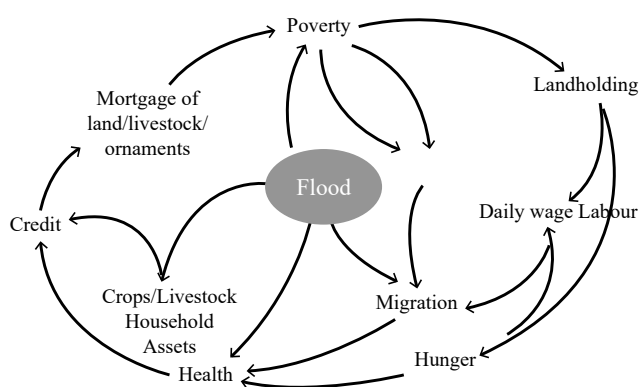 Poverty
Landholding
Mortgage of
land/livestock/
ornaments
Flood
Daily wage Labour
Credit
Crops/Livestock
Household
Assets
Migration
Hunger
Health